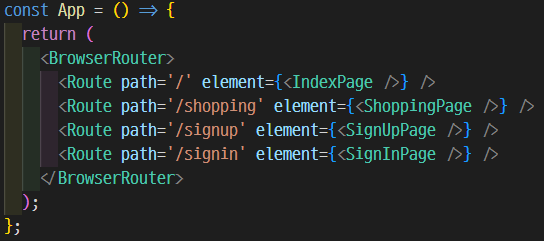 const App = () => {
  return (
    <BrowserRouter>
      <Route path='/' element={<IndexPage />} />
      <Route path='/shopping' element={<ShoppingPage />} />
      <Route path='/signup' element={<SignUpPage />} />
      <Route path='/signin' element={<SignInPage />} />
    </BrowserRouter>
  );
};